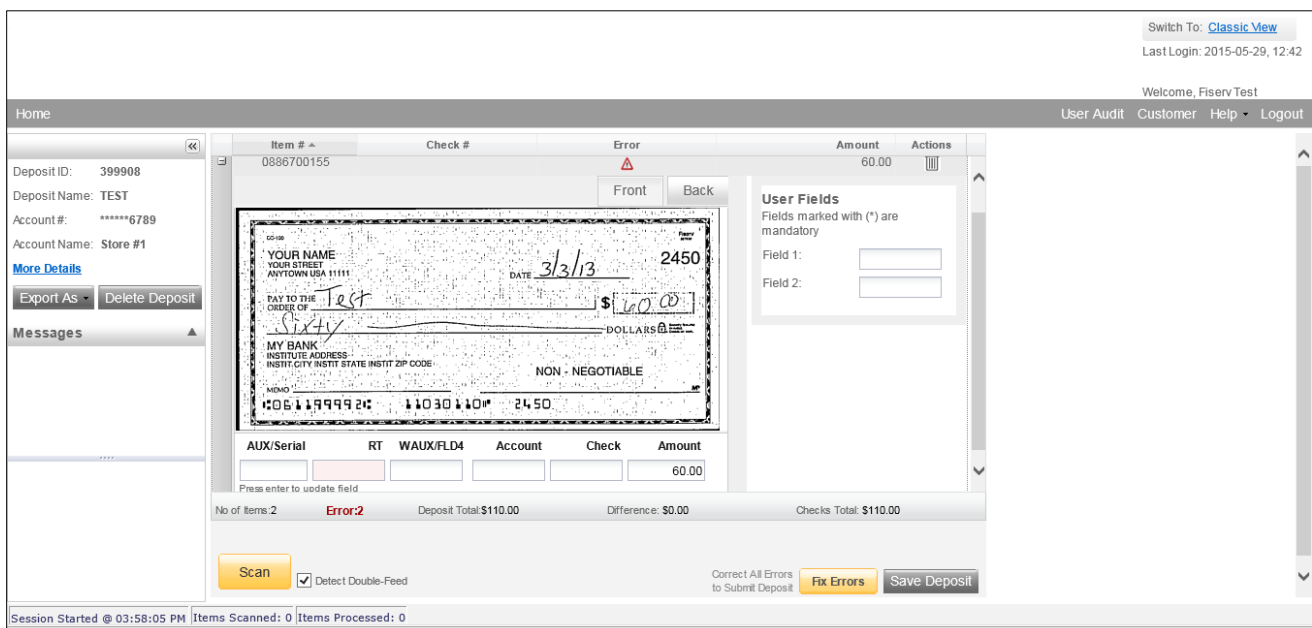 Switch To: Classic View
Last Login: 2015-05-29, 12:42
Welcome, Fiserv Test
Home
User Audit Customer Help Logout
Deposit ID: 399908
Deposit Name: TEST
Account #: ******6789
Account Name: Store #1
More Details
Export As Delete Deposit
Messages
Item # Check # Error Amount Actions
0886700155 60.00
Front Back
YOUR NAME
YOUR STREET
ANYTOWN USA 11111
2450
DATE 3/3/13
PAY TO THE
ORDER OF Test $ 60.00
Sixty DOLLARS
MY BANK
INSTITUTE ADDRESS
INSTIT CITY INSTIT STATE INSTIT ZIP CODE
NON - NEGOTIABLE
MEMO
⑆061199992⑆ 11030110⑈ 2450
User Fields
Fields marked with (*) are
mandatory
Field 1:
Field 2:
AUX/Serial RT WAUX/FLD4 Account Check Amount
60.00
Press enter to update field
No of Items:2 Error:2 Deposit Total:$110.00 Difference: $0.00 Checks Total: $110.00
Scan
Detect Double-Feed
Correct All Errors
to Submit Deposit
Fix Errors Save Deposit
Session Started @ 03:58:05 PM Items Scanned: 0 Items Processed: 0